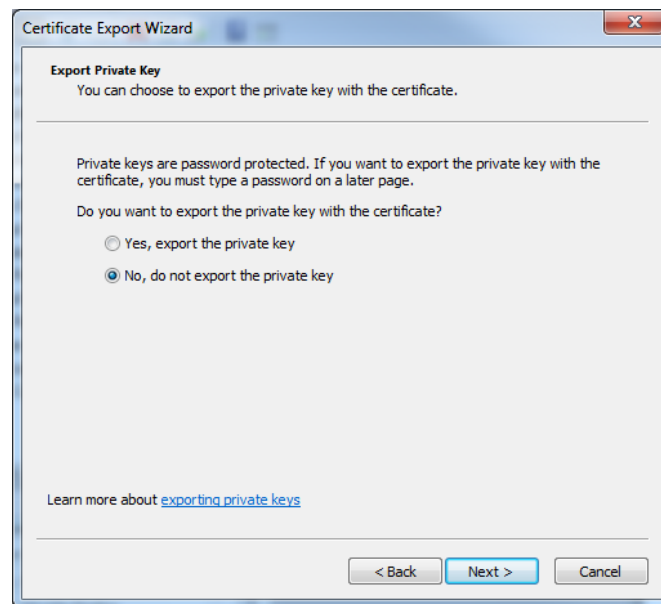 Certificate Export Wizard
Export Private Key
You can choose to export the private key with the certificate.
Private keys are password protected. If you want to export the private key with the
certificate, you must type a password on a later page.
Do you want to export the private key with the certificate?
Yes, export the private key
No, do not export the private key
Learn more about exporting private keys
< Back Next > Cancel